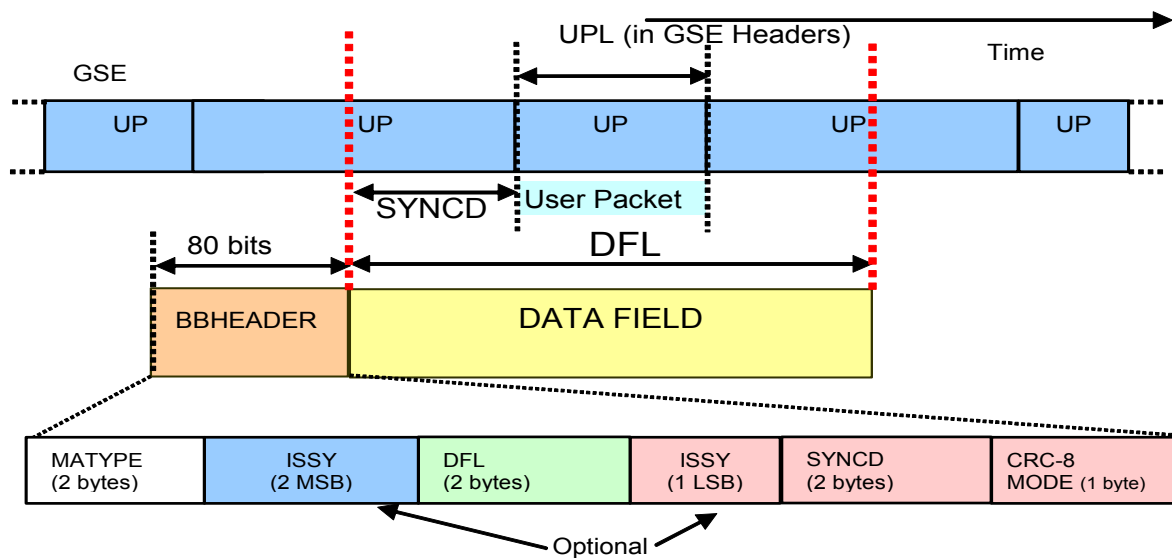 UPL (in GSE Headers)
Time
GSE
UP
UP
UP
UP
UP
SYNCD
User Packet
80 bits
DFL
BBHEADER
DATA FIELD
MATYPE
(2 bytes)
ISSY
(2 MSB)
DFL
(2 bytes)
ISSY
(1 LSB)
SYNCD
(2 bytes)
CRC-8
MODE (1 byte)
Optional